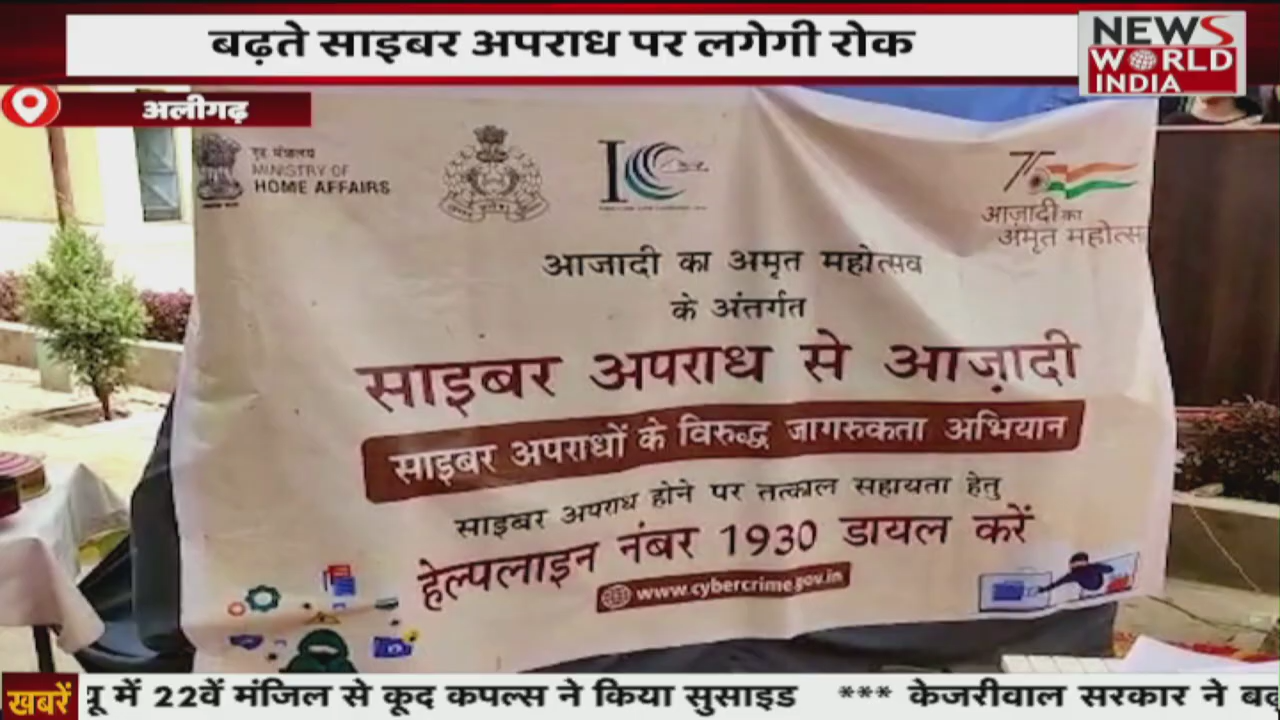 बढ़ते साइबर अपराध पर लगेगी रोक
NEWS
WORLD
INDIA
अलीगढ़
गृह मंत्रालय
MINISTRY OF
HOME AFFAIRS
75
आज़ादी का
अमृत महोत्स
आजादी का अमृत महोत्सव
के अंतर्गत
साइबर अपराध से आज़ादी
साइबर अपराधों के विरुद्ध जागरुकता अभियान
साइबर अपराध होने पर तत्काल सहायता हेतु
हेल्पलाइन नंबर 1930 डायल करें
www.cybercrime.gov.in
खबरें
यू में 22वें मंजिल से कूद कपल्स ने किया सुसाइड *** केजरीवाल सरकार ने